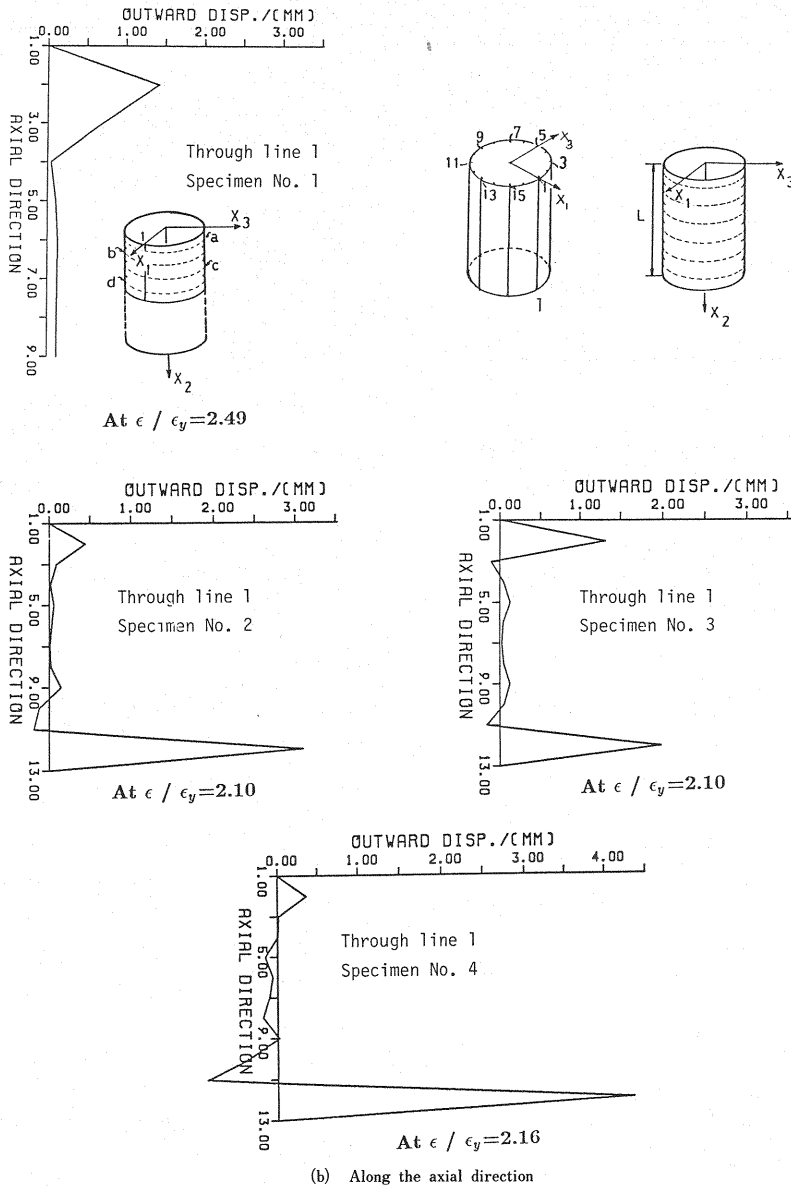 OUTWARD DISP./(MM)
0.00 1.00 2.00 3.00
1.00
3.00
5.00
7.00
9.00
AXIAL DIRECTION
Through line 1
Specimen No. 1
X3
1
a
b
X1
c
d
X2
At ϵ / ϵy=2.49
9
7
5
X3
11
3
13
15
1
X1
1
X3
X1
L
X2
OUTWARD DISP./(MM)
0.00 1.00 2.00 3.00
1.00
5.00
9.00
13.00
AXIAL DIRECTION
Through line 1
Specimen No. 2
At ϵ / ϵy=2.10
OUTWARD DISP./(MM)
0.00 1.00 2.00 3.00
1.00
5.00
9.00
13.00
AXIAL DIRECTION
Through line 1
Specimen No. 3
At ϵ / ϵy=2.10
OUTWARD DISP./(MM)
0.00 1.00 2.00 3.00 4.00
1.00
5.00
9.00
13.00
AXIAL DIRECTION
Through line 1
Specimen No. 4
At ϵ / ϵy=2.16
(b) Along the axial direction